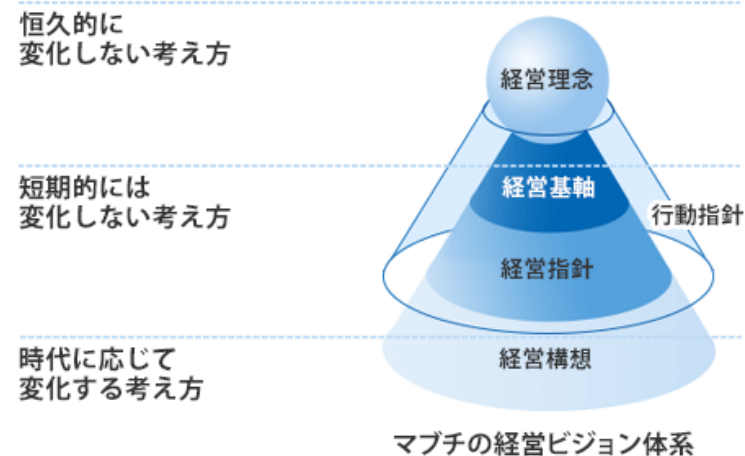 恒久的に
変化しない考え方
経営理念
短期的には
変化しない考え方
経営基軸
行動指針
経営指針
時代に応じて
変化する考え方
経営構想
マブチの経営ビジョン体系